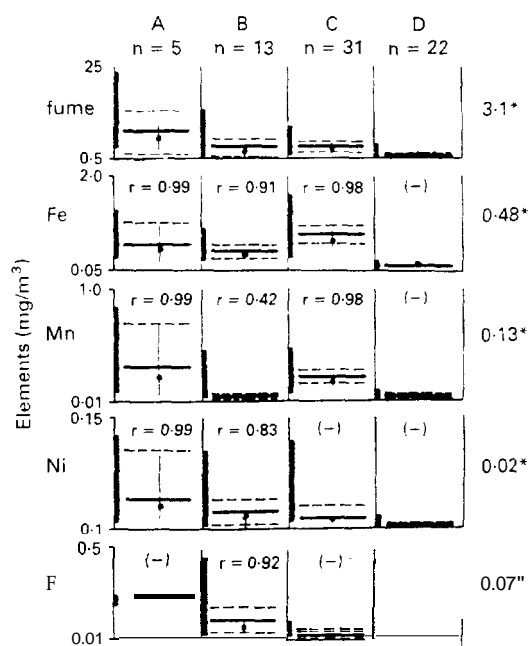 A B C D
n = 5 n = 13 n = 31 n = 22
25
fume 3.1*
0.5
2.0
r = 0.99 r = 0.91 r = 0.98 (-)
Fe 0.48*
0.05
1.0
r = 0.99 r = 0.42 r = 0.98 (-)
Mn 0.13*
0.01
0.15
r = 0.99 r = 0.83 (-) (-)
Ni 0.02*
0.1
0.5
(-) r = 0.92 (-)
F 0.07"
0.01
Elements (mg/m³)